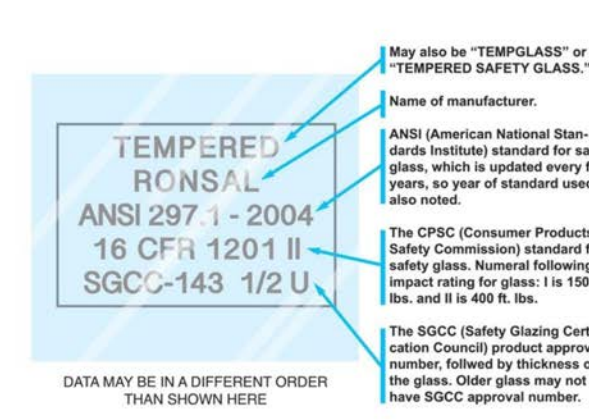 TEMPERED
RONSAL
ANSI 297.1 - 2004
16 CFR 1201 II
SGCC-143 1/2 U
DATA MAY BE IN A DIFFERENT ORDER
THAN SHOWN HERE
May also be “TEMPGLASS” or
“TEMPERED SAFETY GLASS.”
Name of manufacturer.
ANSI (American National Stan-
dards Institute) standard for
glass, which is updated every
years, so year of standard used
also noted.
The CPSC (Consumer Products
Safety Commission) standard
safety glass. Numeral following
impact rating for glass: I is 150
lbs. and II is 400 ft. lbs.
The SGCC (Safety Glazing
cation Council) product
number, follwed by thickness
the glass. Older glass may not
have SGCC approval number.